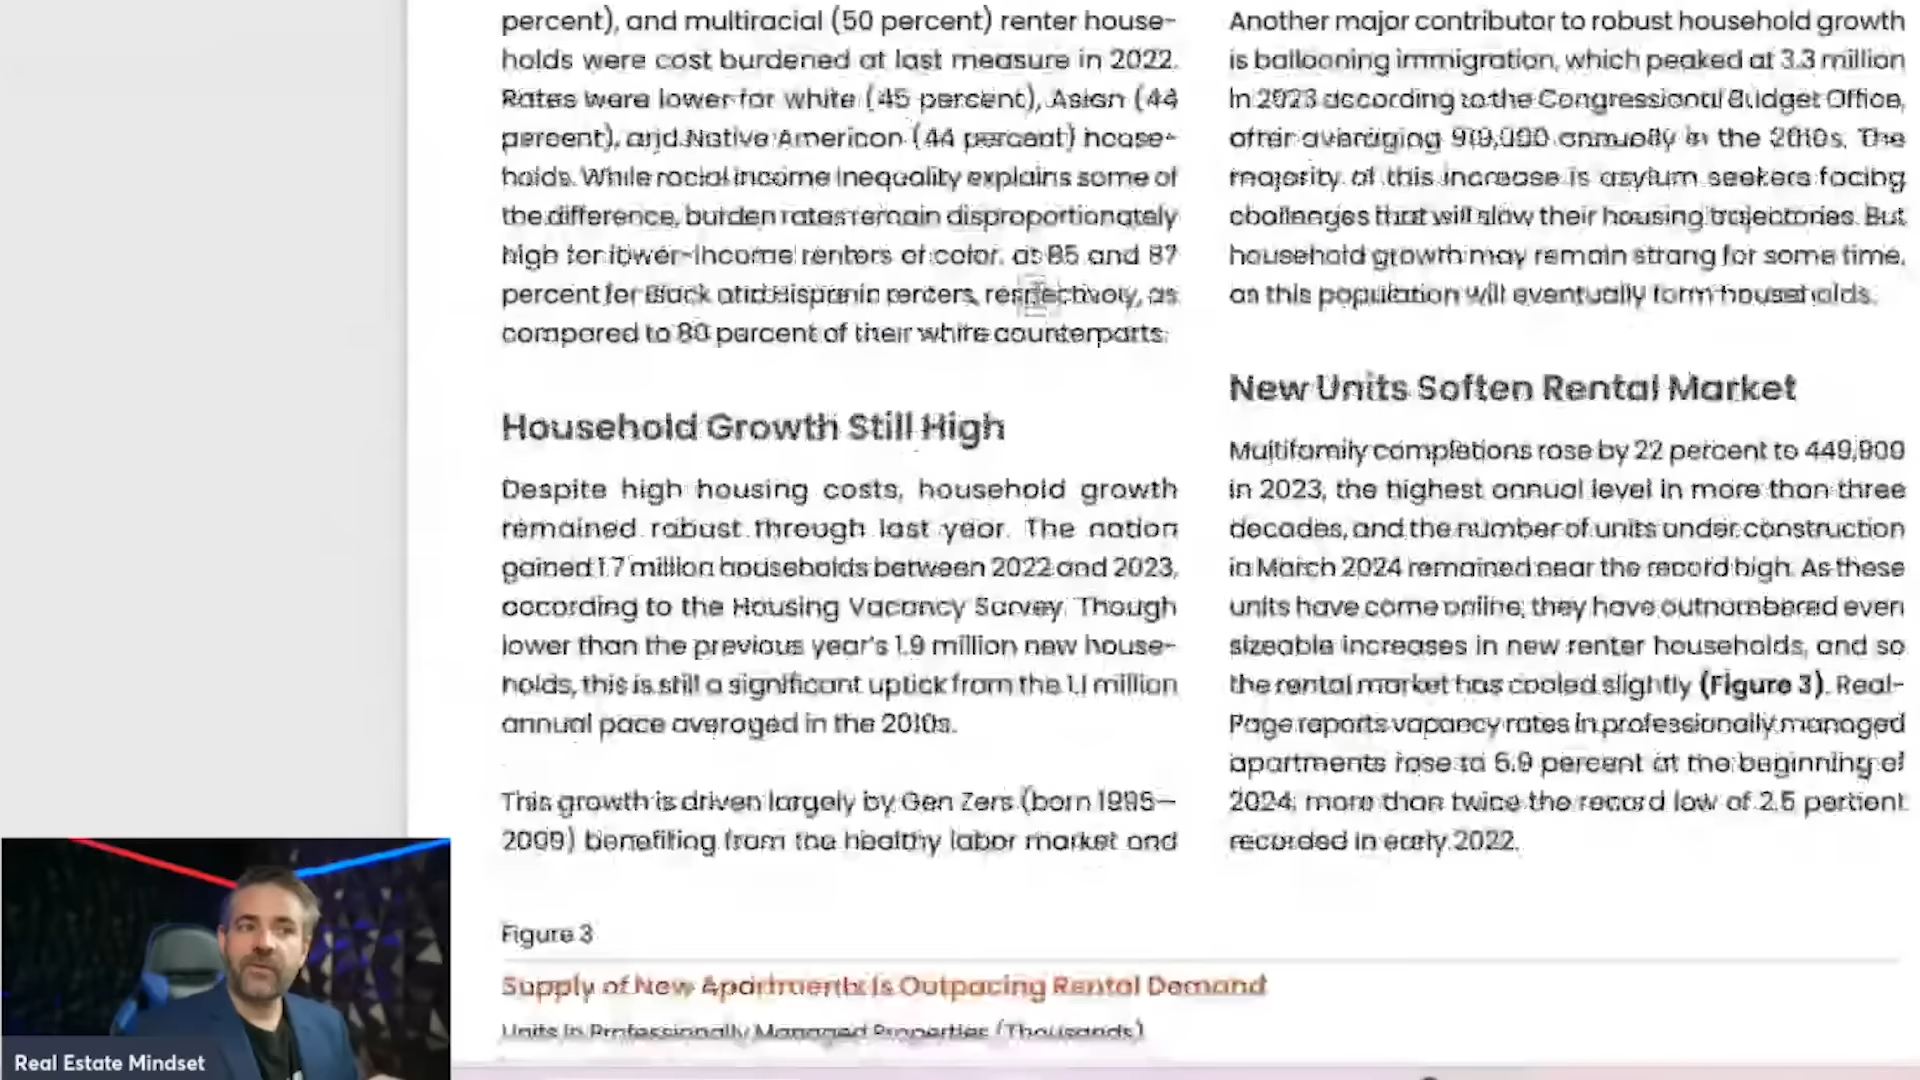 percent), and multiracial (50 percent) renter house-
holds were cost burdened at last measure in 2022.
Rates were lower for white (45 percent), Asian (44
percent), and Native American (44 percent) house-
holds. While racial income inequality explains some of
the difference, burden rates remain disproportionately
high for lower-income renters of color, at 85 and 87
percent for Black and Hispanic renters, respectively, as
compared to 80 percent of their white counterparts.
Household Growth Still High
Despite high housing costs, household growth
remained robust through last year. The nation
gained 1.7 million households between 2022 and 2023,
according to the Housing Vacancy Survey. Though
lower than the previous year's 1.9 million new house-
holds, this is still a significant uptick from the 1.1 million
annual pace averaged in the 2010s.
This growth is driven largely by Gen Zers (born
2009) benefiting from the healthy labor market and
Another major contributor to robust household growth
is ballooning immigration, which peaked at 3.3 million
in 2023 according to the Congressional Budget Office,
after averaging annually in the 2010s. The
majority of this increase is asylum seekers facing
challenges that will slow their housing trajectories. But
household growth may remain strong for some time,
as this population will eventually form households.
New Units Soften Rental Market
Multifamily completions rose by 22 percent to
in 2023, the highest annual level in more than three
decades, and the number of units under construction
in March 2024 remained near the record high. As these
units have come online, they have outnumbered even
sizeable increases in new renter households, and so
the rental market has cooled slightly (Figure 3). Real-
Page reports vacancy rates in professionally managed
apartments rose to percent at the beginning of
2024, more than twice the record low of 2.5 percent
recorded in early 2022.
Figure 3
Supply of New Apartments Is Outpacing Rental Demand
Units in Professionally Managed Properties (Thousands)
Real Estate Mindset